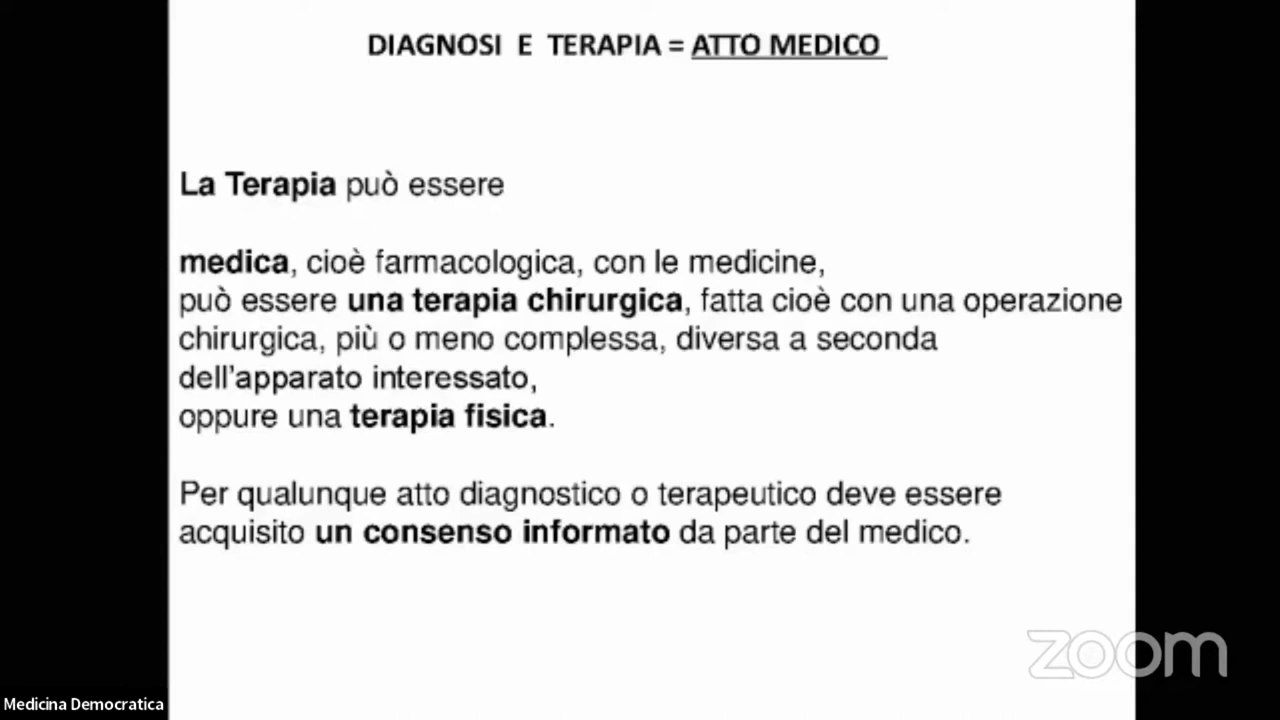 DIAGNOSI E TERAPIA = ATTO MEDICO
La Terapia può essere
medica, cioè farmacologica, con le medicine,
può essere una terapia chirurgica, fatta cioè con una operazione
chirurgica, più o meno complessa, diversa a seconda
dell'apparato interessato,
oppure una terapia fisica.
Per qualunque atto diagnostico o terapeutico deve essere
acquisito un consenso informato da parte del medico.
zoom
Medicina Democratica